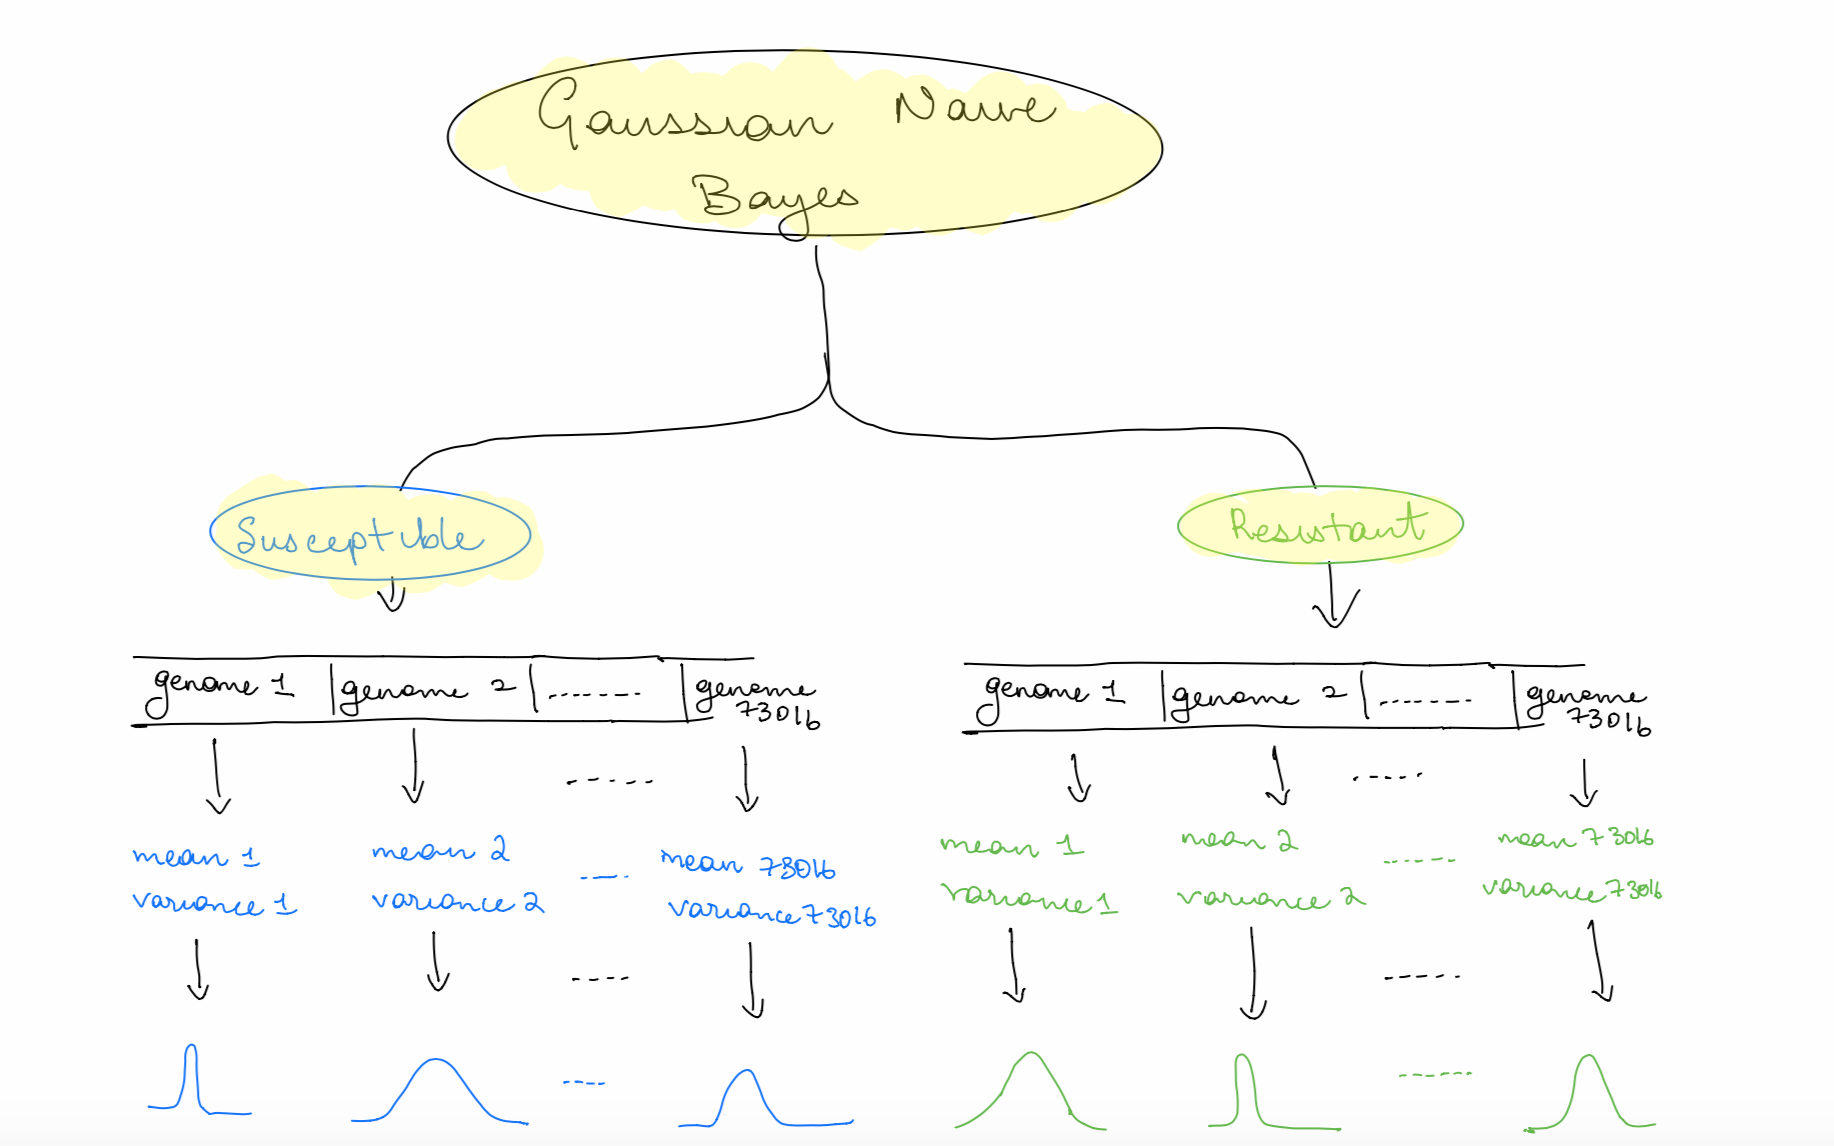 Gaussian Naive
Bayes
Susceptible
Resistant
genome 1 | genome 2 | ....... | genome 73016
genome 1 | genome 2 | ....... | genome 73016
mean 1 mean 2 mean 73016
variance 1 variance 2 variance 73016
mean 1 mean 2 mean 73016
variance 1 variance 2 variance 73016